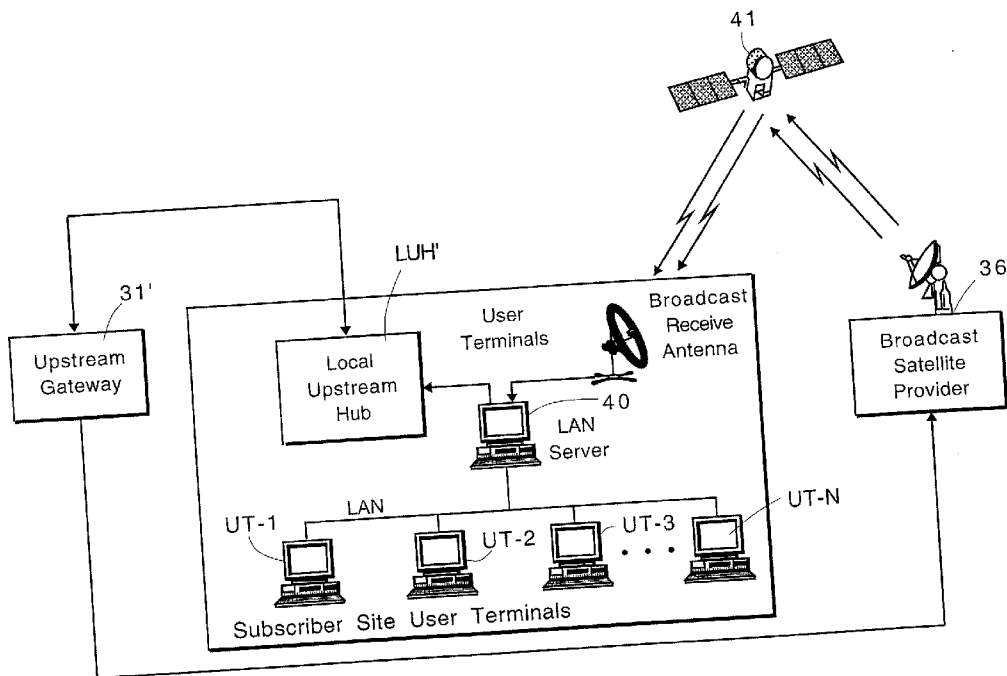 41
31'
LUH'
36
Upstream
Gateway
Local
Upstream
Hub
User
Terminals
Broadcast
Receive
Antenna
Broadcast
Satellite
Provider
40
LAN
Server
LAN
UT-1
UT-2
UT-3
UT-N
Subscriber Site User Terminals